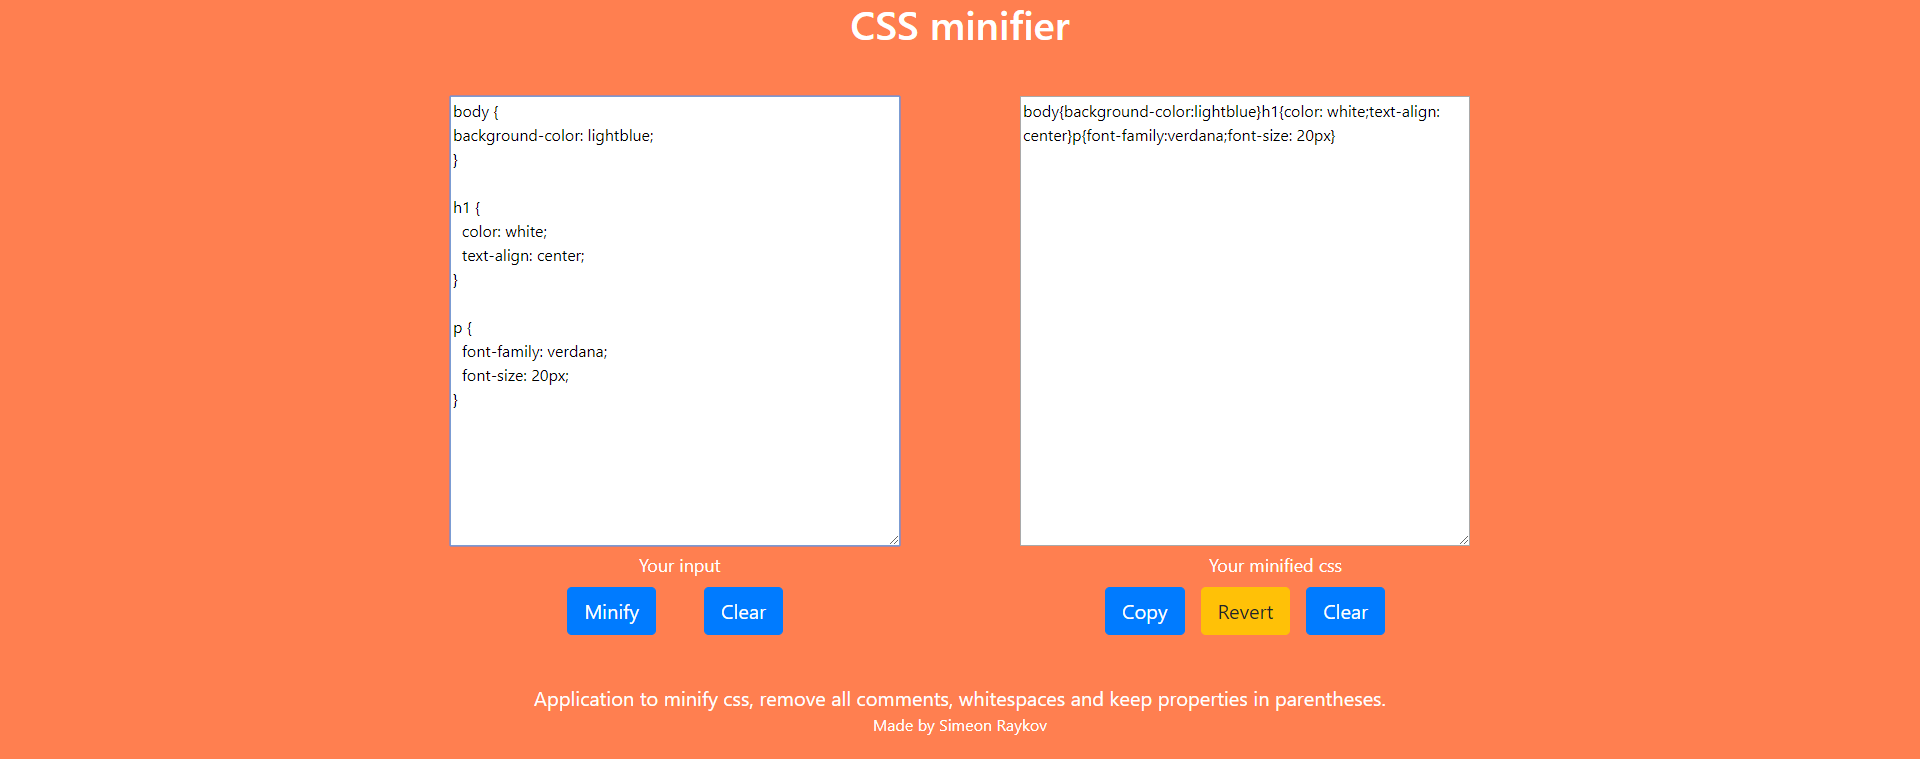 CSS minifier
body {
background-color: lightblue;
}
h1 {
  color: white;
  text-align: center;
}
p {
  font-family: verdana;
  font-size: 20px;
}
body{background-color:lightblue}h1{color: white;text-align:
center}p{font-family:verdana;font-size: 20px}
Your input
Your minified css
Minify
Clear
Copy
Revert
Clear
Application to minify css, remove all comments, whitespaces and keep properties in parentheses.
Made by Simeon Raykov